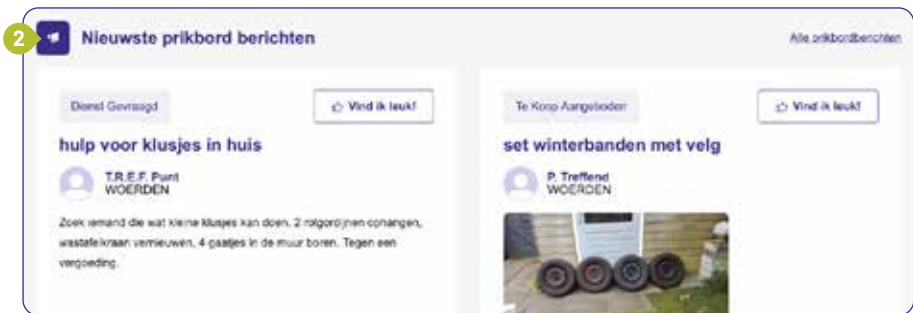 2
Nieuwste prikbord berichten
Alle prikbordberichten
Dienst Gevraagd
Vind ik leuk!
hulp voor klusjes in huis
T.R.E.F. Punt
WOERDEN
Zoek iemand die wat kleine klusjes kan doen. 2 rolgordijnen ophangen,
wastafelkraan vernieuwen, 4 gaatjes in de muur boren. Tegen een
vergoeding.
Te Koop Aangeboden
Vind ik leuk!
set winterbanden met velg
P. Treffend
WOERDEN